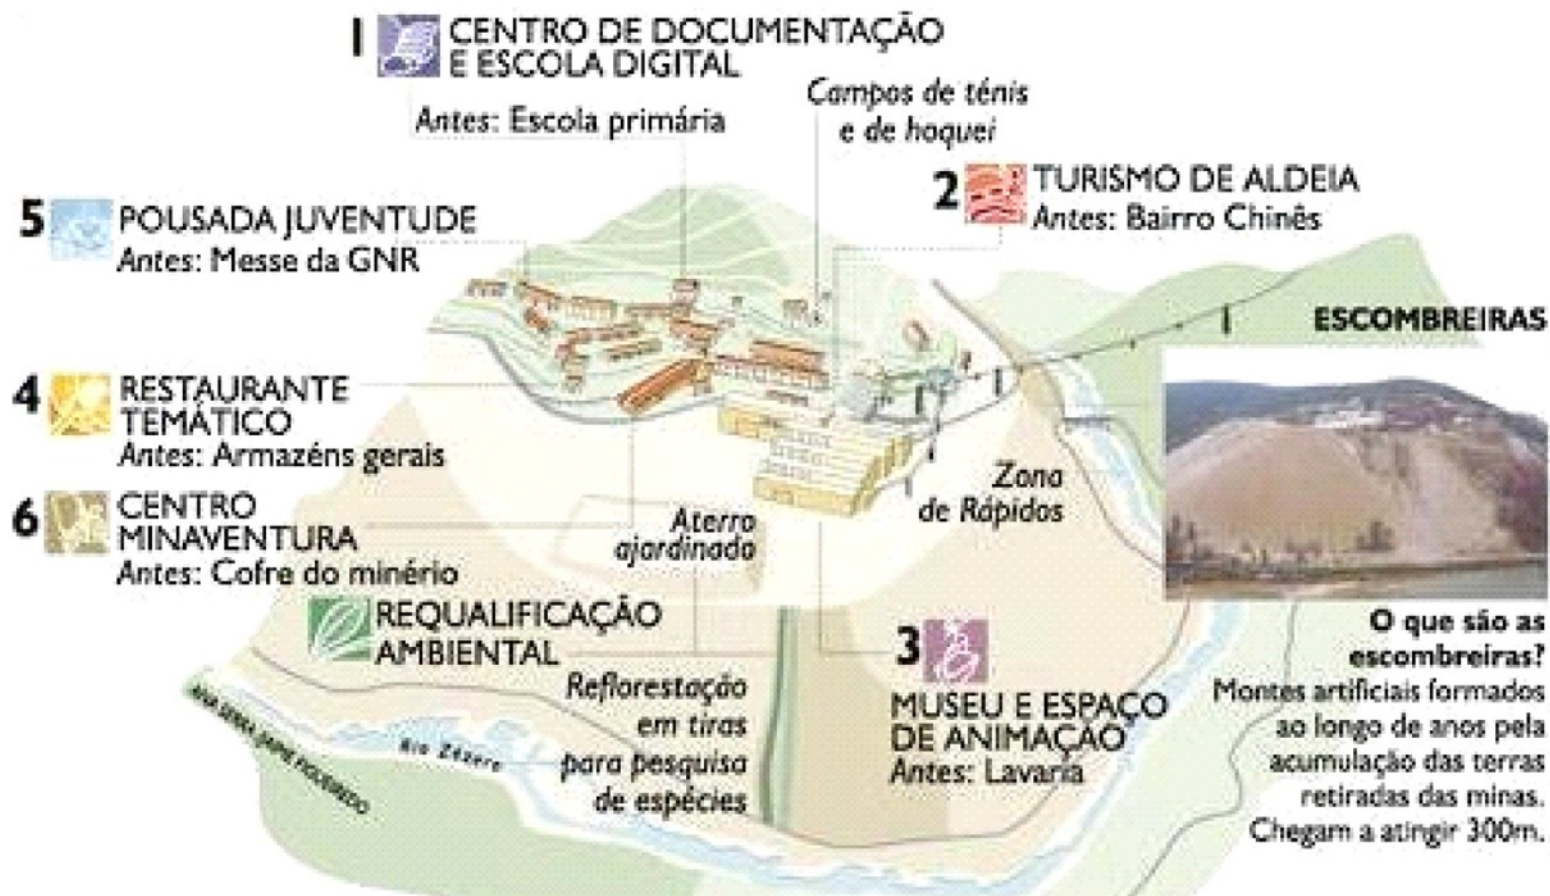 1
CENTRO DE DOCUMENTAÇÃO
E ESCOLA DIGITAL
Antes: Escola primária
Campos de ténis
e de hoquei
2
TURISMO DE ALDEIA
Antes: Bairro Chinês
5
POUSADA JUVENTUDE
Antes: Messe da GNR
ESCOMBREIRAS
4
RESTAURANTE
TEMÁTICO
Antes: Armazéns gerais
6
CENTRO
MINAVENTURA
Antes: Cofre do minério
Zona
de Rápidos
Aterro
ajardinado
REQUALIFICAÇÃO
AMBIENTAL
Reflorestação
em tiras
para pesquisa
de espécies
3
MUSEU E ESPAÇO
DE ANIMAÇÃO
Antes: Lavaria
O que são as
escombreiras?
Montes artificiais formados
ao longo de anos pela
acumulação das terras
retiradas das minas.
Chegam a atingir 300m.
Rio Zêzere
JAIME FIGUEIREDO